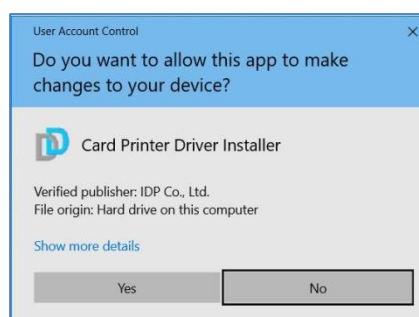 User Account Control
Do you want to allow this app to make
changes to your device?
Card Printer Driver Installer
Verified publisher: IDP Co., Ltd.
File origin: Hard drive on this computer
Show more details
Yes
No